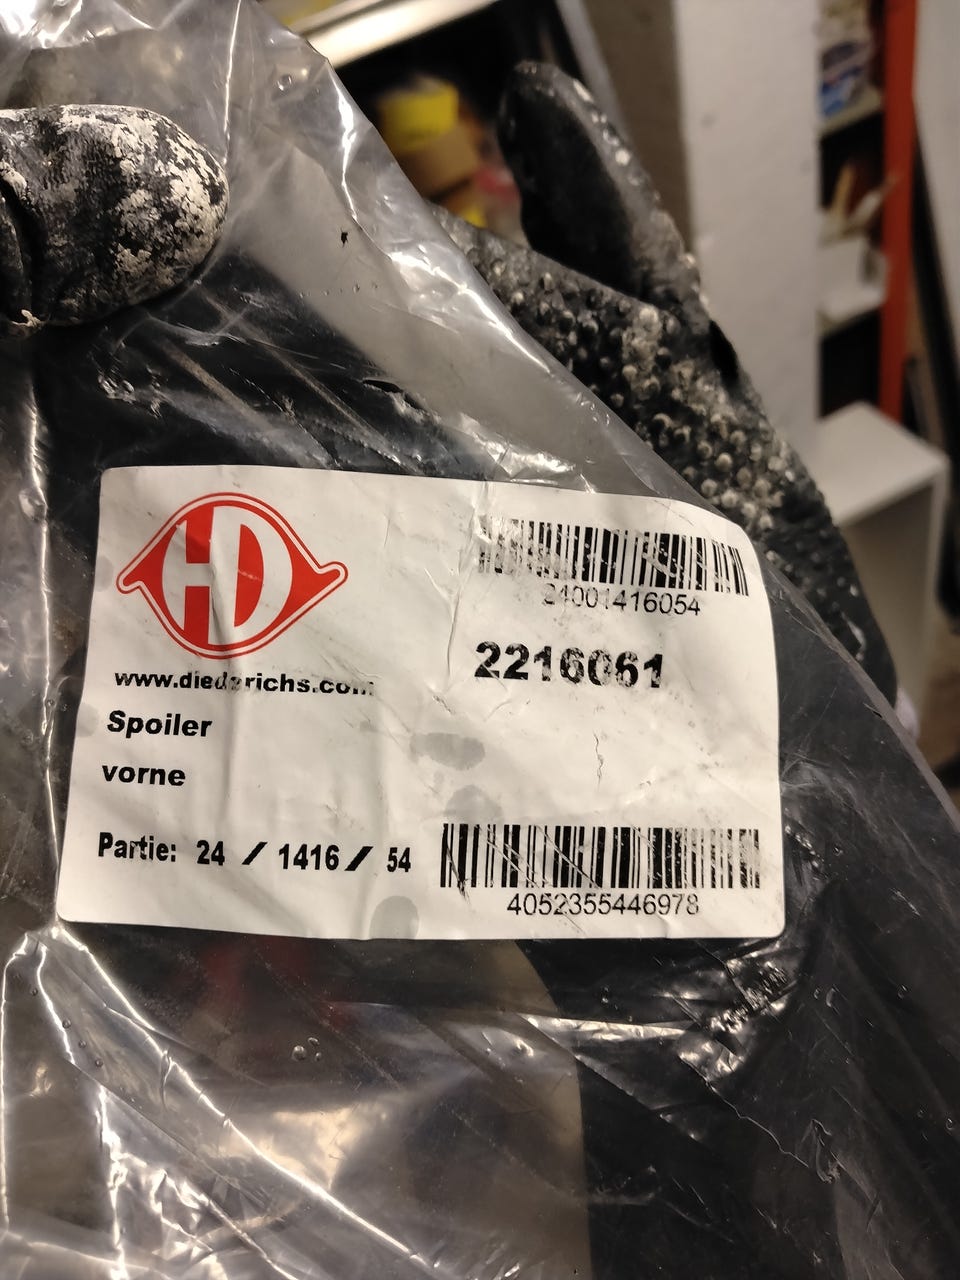 HD
www.diederichs.com
Spoiler
vorne
Partie: 24 / 1416 / 54
24001416054
2216061
4052355446978